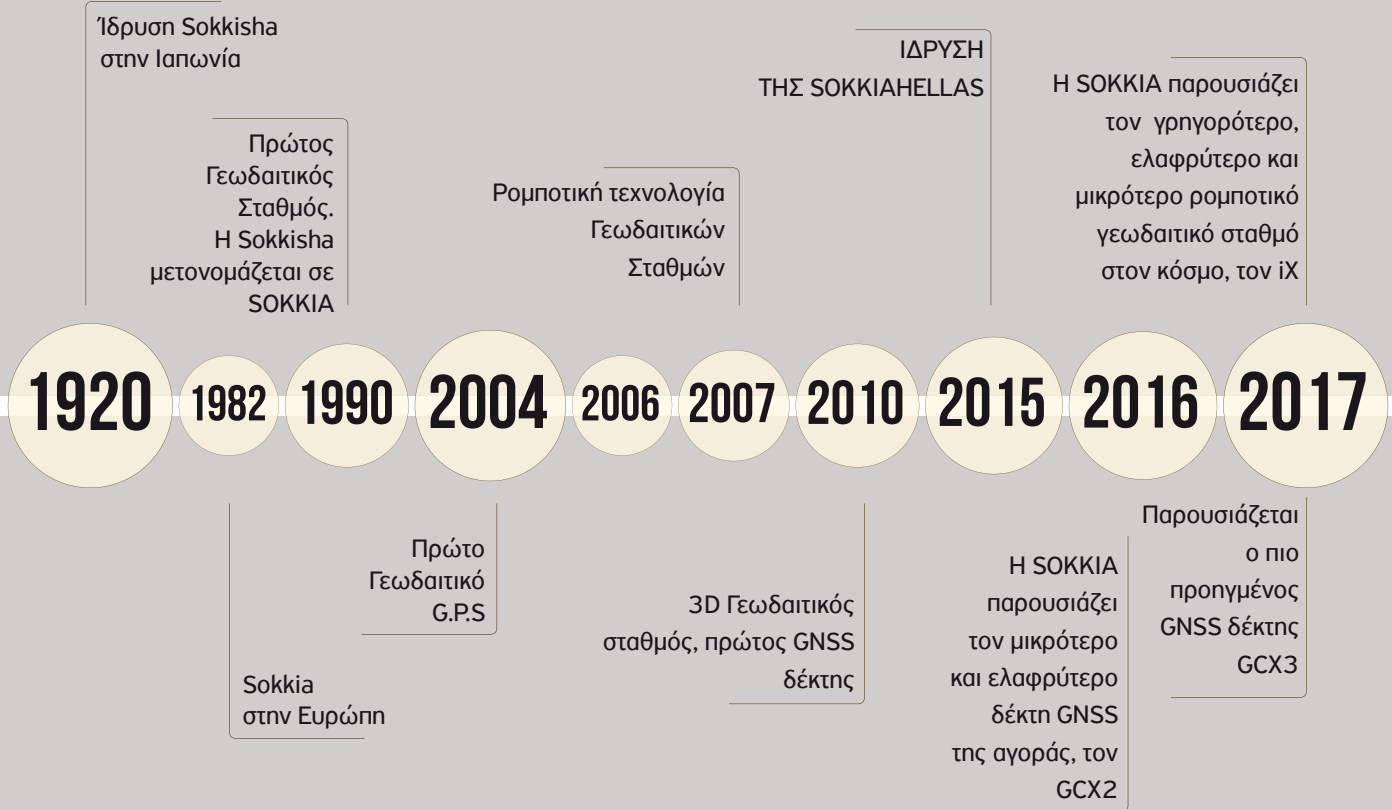 Ίδρυση Sokkisha
στην Ιαπωνία
Πρώτος
Γεωδαιτικός
Σταθμός.
Η Sokkisha
μετονομάζεται σε
SOKKIA
Ρομποτική τεχνολογία
Γεωδαιτικών
Σταθμών
ΙΔΡΥΣΗ
ΤΗΣ SOKKIAHELLAS
Η SOKKIA παρουσιάζει
τον γρηγορότερο,
ελαφρύτερο και
μικρότερο ρομποτικό
γεωδαιτικό σταθμό
στον κόσμο, τον iX
1920
1982
1990
2004
2006
2007
2010
2015
2016
2017
Sokkia
στην Ευρώπη
Πρώτο
Γεωδαιτικό
G.P.S
3D Γεωδαιτικός
σταθμός, πρώτος GNSS
δέκτης
Η SOKKIA
παρουσιάζει
τον μικρότερο
και ελαφρύτερο
δέκτη GNSS
της αγοράς, τον
GCX2
Παρουσιάζεται
ο πιο
προηγμένος
GNSS δέκτης
GCX3